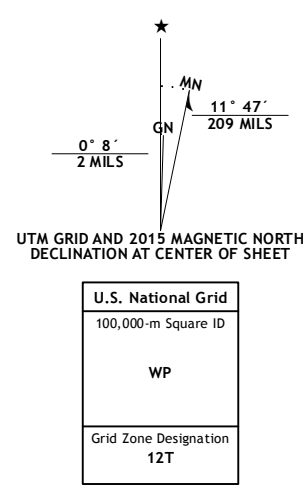 MN
11° 47´
209 MILS
GN
0° 8´
2 MILS
UTM GRID AND 2015 MAGNETIC NORTH
DECLINATION AT CENTER OF SHEET
U.S. National Grid
100,000-m Square ID
WP
Grid Zone Designation
12T